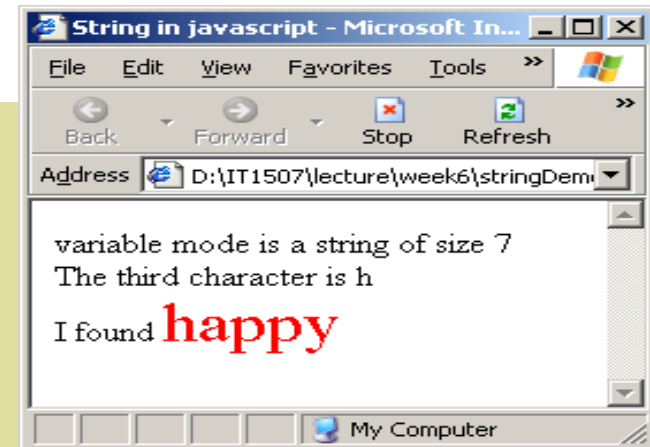 String in javascript - Microsoft In...
File Edit View Favorites Tools »
Back Forward Stop Refresh »
Address D:\IT1507\lecture\week6\stringDem
variable mode is a string of size 7
The third character is h
I found happy
My Computer